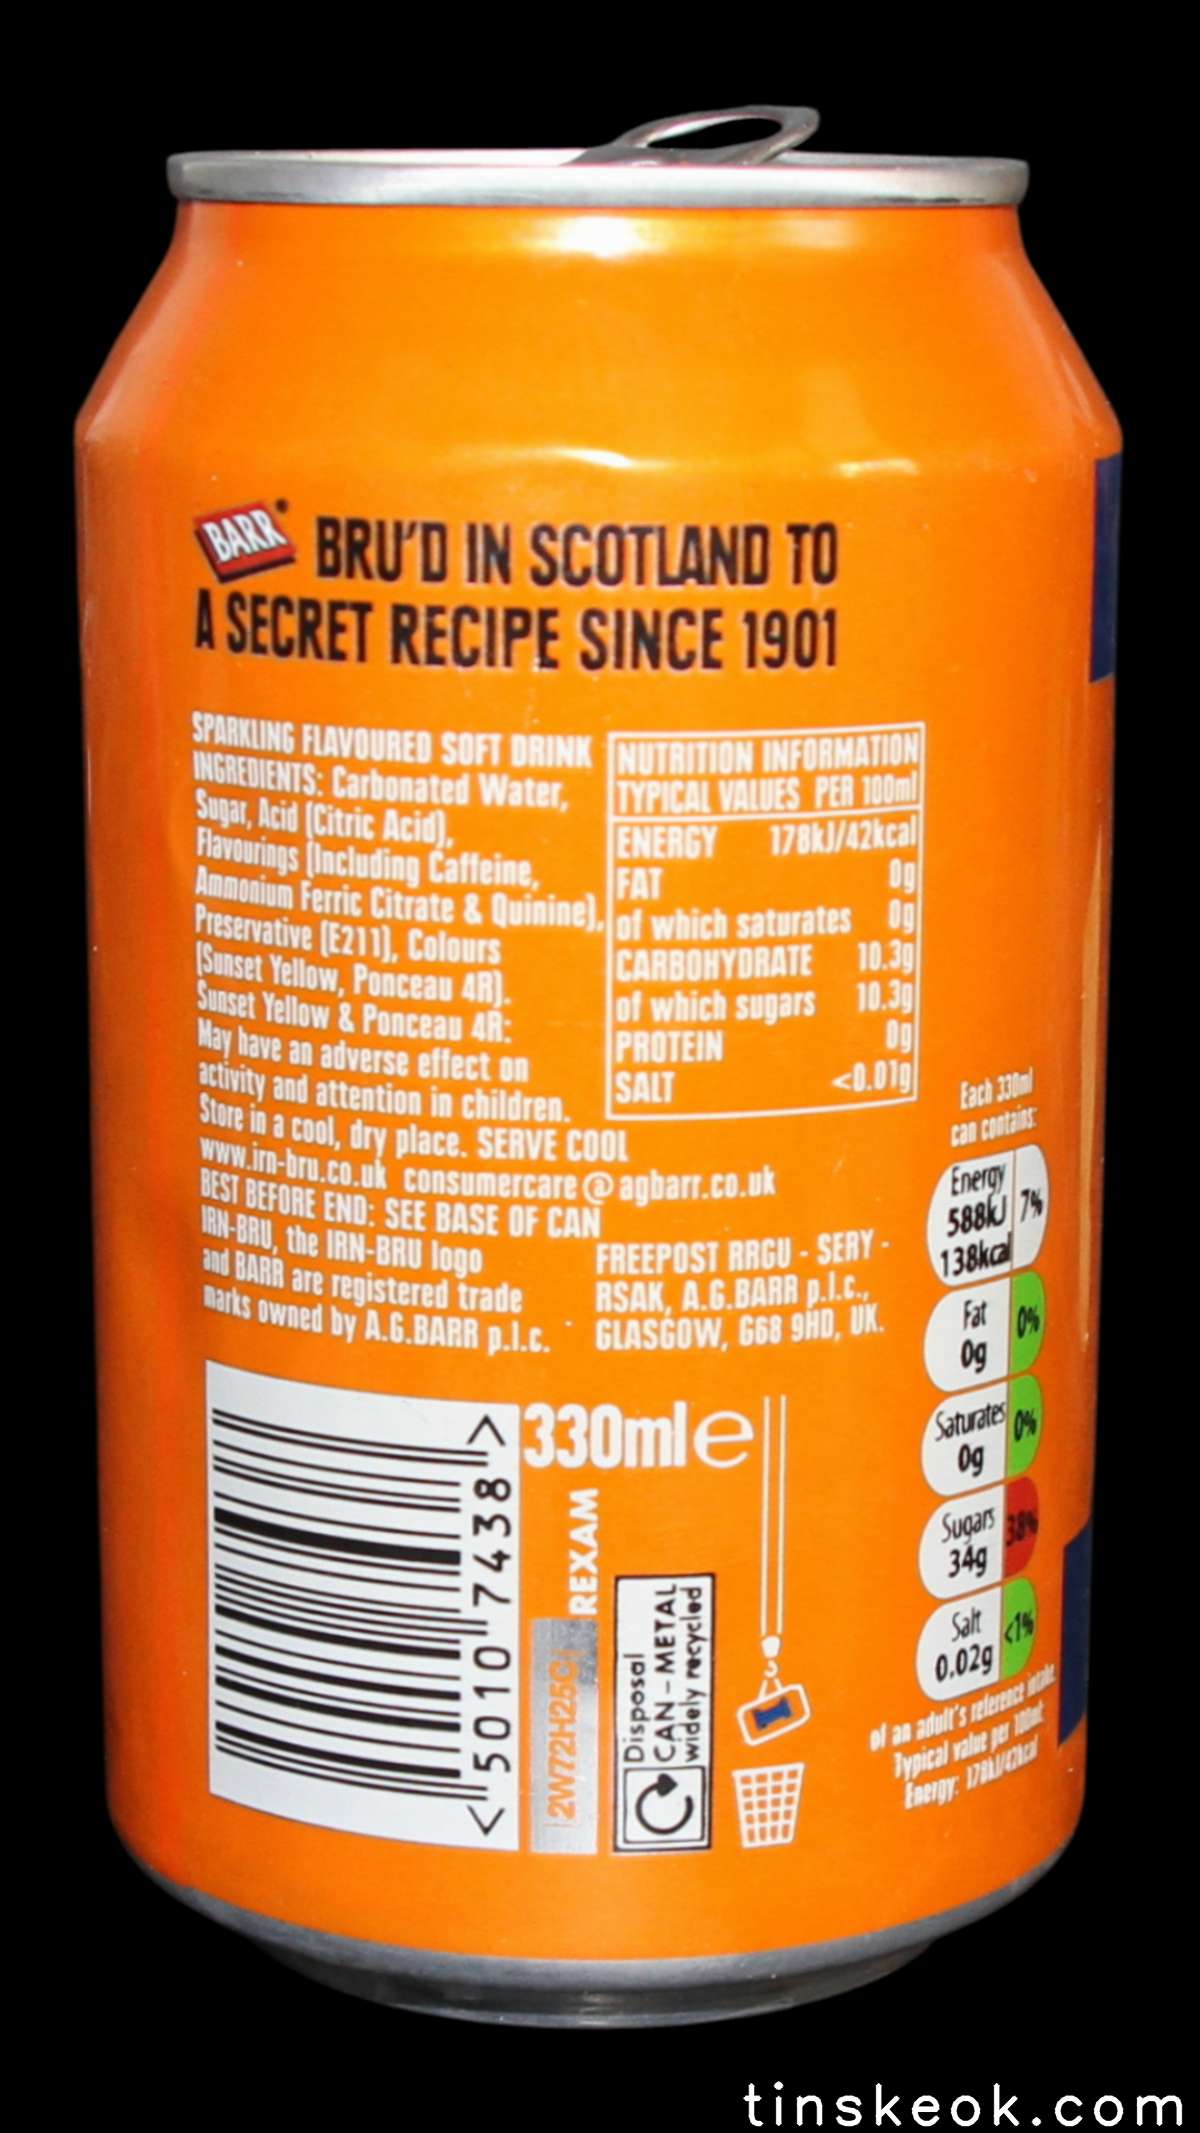 BARR®
BRU'D IN SCOTLAND TO
A SECRET RECIPE SINCE 1901
SPARKLING FLAVOURED SOFT DRINK
INGREDIENTS: Carbonated Water,
Sugar, Acid (Citric Acid),
Flavourings (Including Caffeine,
Ammonium Ferric Citrate & Quinine),
Preservative (E211), Colours
(Sunset Yellow, Ponceau 4R).
Sunset Yellow & Ponceau 4R:
May have an adverse effect on
activity and attention in children.
Store in a cool, dry place. SERVE COOL
www.irn-bru.co.uk consumercare@agbarr.co.uk
BEST BEFORE END: SEE BASE OF CAN
IRN-BRU, the IRN-BRU logo
and BARR are registered trade
marks owned by A.G.BARR p.l.c.
FREEPOST RRGU - SERY -
RSAK, A.G.BARR p.l.c.,
GLASGOW, G68 9HD, UK.
NUTRITION INFORMATION
TYPICAL VALUES PER 100ml
ENERGY 178kJ/42kcal
FAT 0g
of which saturates 0g
CARBOHYDRATE 10.3g
of which sugars 10.3g
PROTEIN 0g
SALT <0.01g
Each 330ml
can contains:
Energy
588kJ
138kcal
7%
Fat
0g
0%
Saturates
0g
0%
Sugars
34g
38%
Salt
0.02g
<1%
of an adult's reference intake.
Typical value per 100ml
Energy: 178kJ/42kcal
<5010 7438>
330ml e
REXAM
2W72H25C
Disposal
CAN – METAL
widely recycled
tinskeok.com